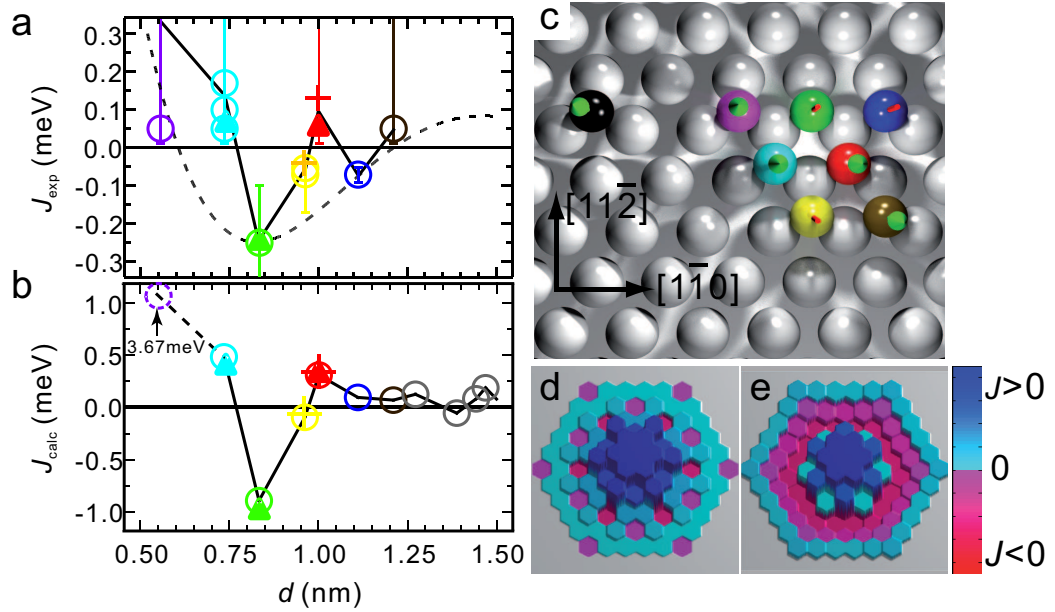 a
0.3
0.2
0.1
0.0
-0.1
-0.2
-0.3
J_exp (meV)
b
1.0
0.5
0.0
-0.5
-1.0
J_calc (meV)
3.67meV
0.50
0.75
1.00
1.25
1.50
d (nm)
c
[112̅]
[11̅0]
d
e
J>0
0
J<0